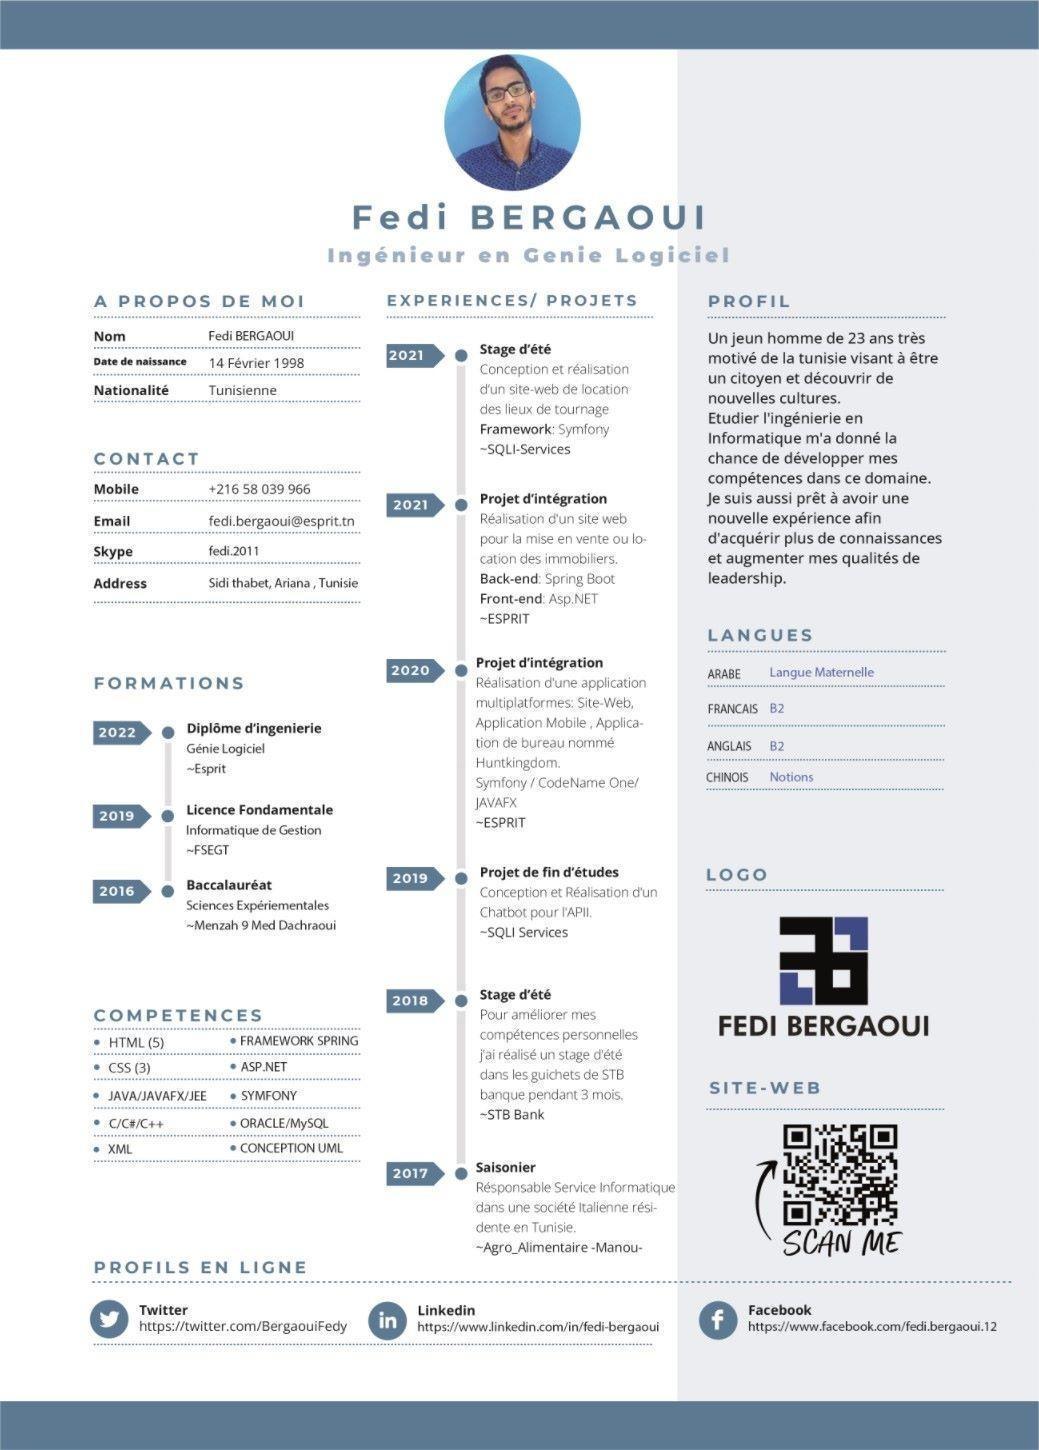 Fedi BERGAOUI
Ingénieur en Genie Logiciel
A PROPOS DE MOI
Nom Fedi BERGAOUI
Date de naissance 14 Février 1998
Nationalité Tunisienne
CONTACT
Mobile +216 58 039 966
Email fedi.bergaoui@esprit.tn
Skype fedi.2011
Address Sidi thabet, Ariana , Tunisie
FORMATIONS
2022 Diplôme d'ingenierie
Génie Logiciel
~Esprit
2019 Licence Fondamentale
Informatique de Gestion
~FSEGT
2016 Baccalauréat
Sciences Expériementales
~Menzah 9 Med Dachraoui
COMPETENCES
HTML (5) • FRAMEWORK SPRING
CSS (3) • ASP.NET
JAVA/JAVAFX/JEE • SYMFONY
C/C#/C++ • ORACLE/MySQL
XML • CONCEPTION UML
EXPERIENCES/ PROJETS
2021 Stage d'été
Conception et réalisation
d'un site-web de location
des lieux de tournage
Framework: Symfony
~SQLI-Services
2021 Projet d'intégration
Réalisation d'un site web
pour la mise en vente ou lo-
cation des immobiliers.
Back-end: Spring Boot
Front-end: Asp.NET
~ESPRIT
2020 Projet d'intégration
Réalisation d'une application
multiplatformes: Site-Web,
Application Mobile , Applica-
tion de bureau nommé
Huntkingdom.
Symfony / CodeName One/
JAVAFX
~ESPRIT
2019 Projet de fin d'études
Conception et Réalisation d'un
Chatbot pour l'APII.
~SQLI Services
2018 Stage d'été
Pour améliorer mes
compétences personnelles
j'ai réalisé un stage d'été
dans les guichets de STB
banque pendant 3 mois.
~STB Bank
2017 Saisonier
Résponsable Service Informatique
dans une société Italienne rési-
dente en Tunisie.
~Agro_Alimentaire -Manou-
PROFIL
Un jeun homme de 23 ans très
motivé de la tunisie visant à être
un citoyen et découvrir de
nouvelles cultures.
Etudier l'ingénierie en
Informatique m'a donné la
chance de développer mes
compétences dans ce domaine.
Je suis aussi prêt à avoir une
nouvelle expérience afin
d'acquérir plus de connaissances
et augmenter mes qualités de
leadership.
LANGUES
ARABE Langue Maternelle
FRANCAIS B2
ANGLAIS B2
CHINOIS Notions
LOGO
FEDI BERGAOUI
SITE-WEB
SCAN ME
PROFILS EN LIGNE
Twitter
https://twitter.com/BergaouiFedy
Linkedin
https://www.linkedin.com/in/fedi-bergaoui
Facebook
https://www.facebook.com/fedi.bergaoui.12